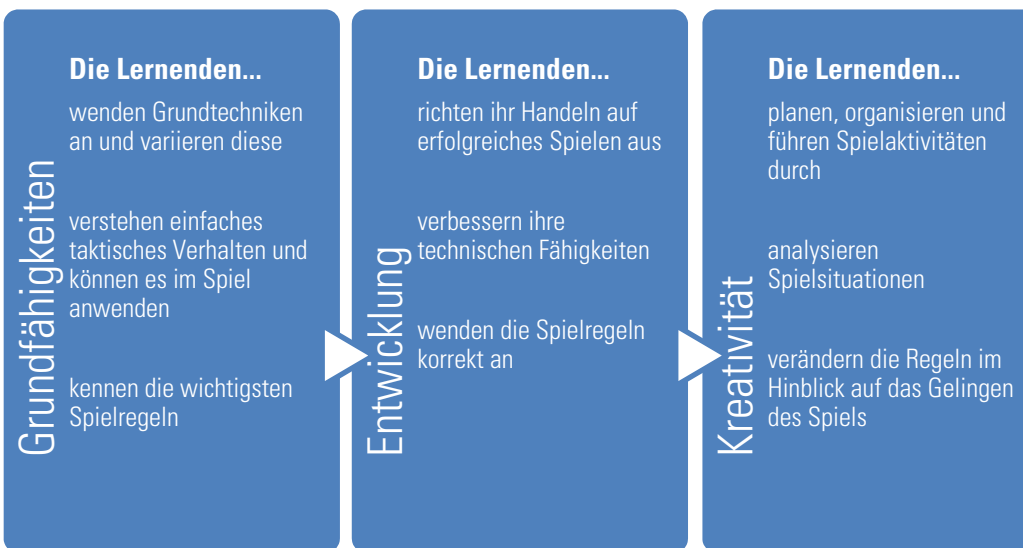 Grundfähigkeiten
Die Lernenden...
wenden Grundtechniken
an und variieren diese
verstehen einfaches
taktisches Verhalten und
können es im Spiel
anwenden
kennen die wichtigsten
Spielregeln
Entwicklung
Die Lernenden...
richten ihr Handeln auf
erfolgreiches Spielen aus
verbessern ihre
technischen Fähigkeiten
wenden die Spielregeln
korrekt an
Kreativität
Die Lernenden...
planen, organisieren und
führen Spielaktivitäten
durch
analysieren
Spielsituationen
verändern die Regeln im
Hinblick auf das Gelingen
des Spiels